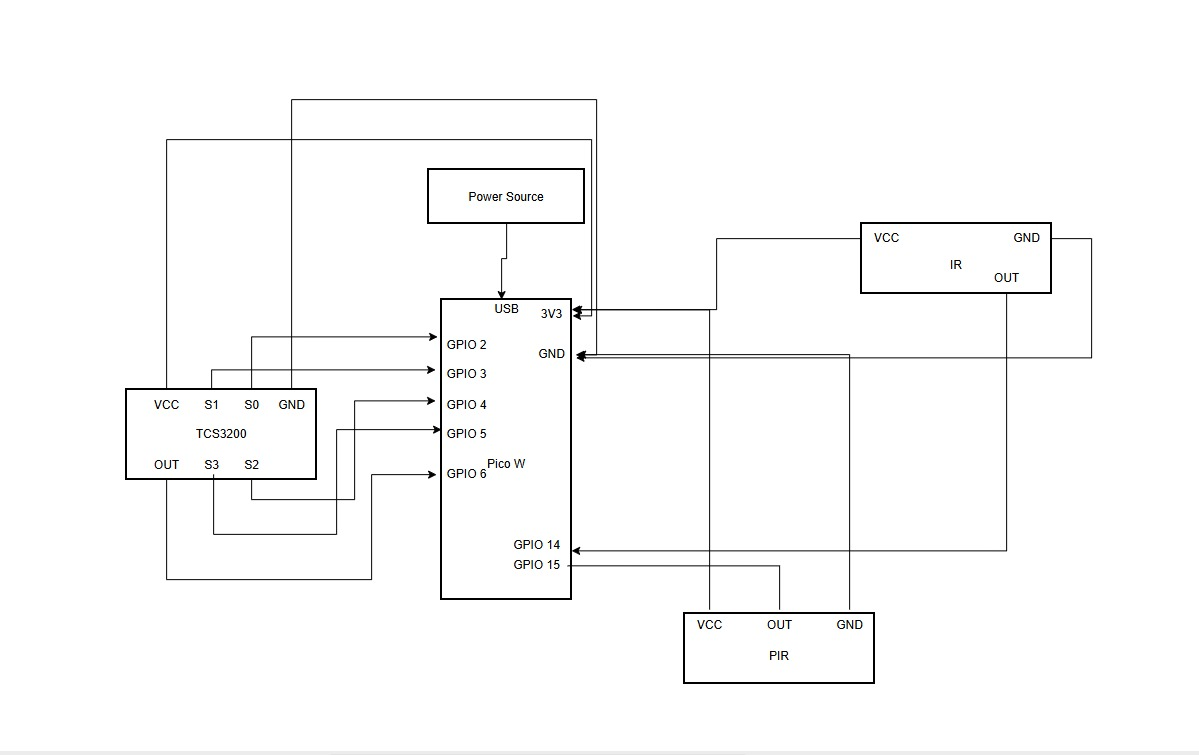 Power Source
VCC GND
IR
OUT
USB
3V3
GPIO 2
GND
GPIO 3
GPIO 4
VCC S1 S0 GND
TCS3200
GPIO 5
OUT S3 S2
Pico W
GPIO 6
GPIO 14
GPIO 15
VCC OUT GND
PIR